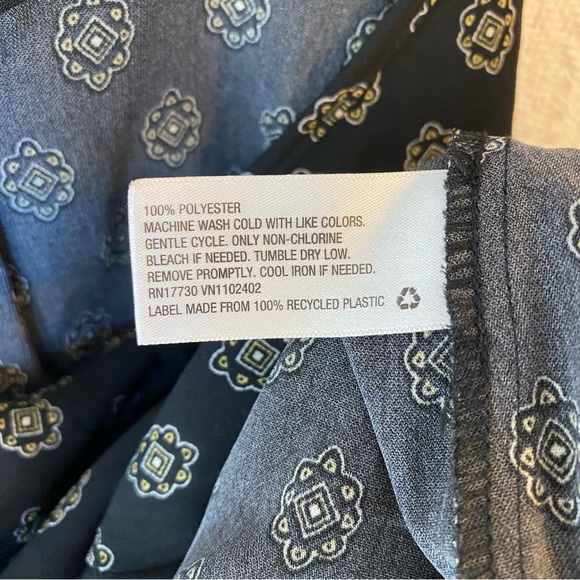 100% POLYESTER
MACHINE WASH COLD WITH LIKE COLORS.
GENTLE CYCLE. ONLY NON-CHLORINE
BLEACH IF NEEDED. TUMBLE DRY LOW.
REMOVE PROMPTLY. COOL IRON IF NEEDED.
RN17730 VN1102402
LABEL MADE FROM 100% RECYCLED PLASTIC